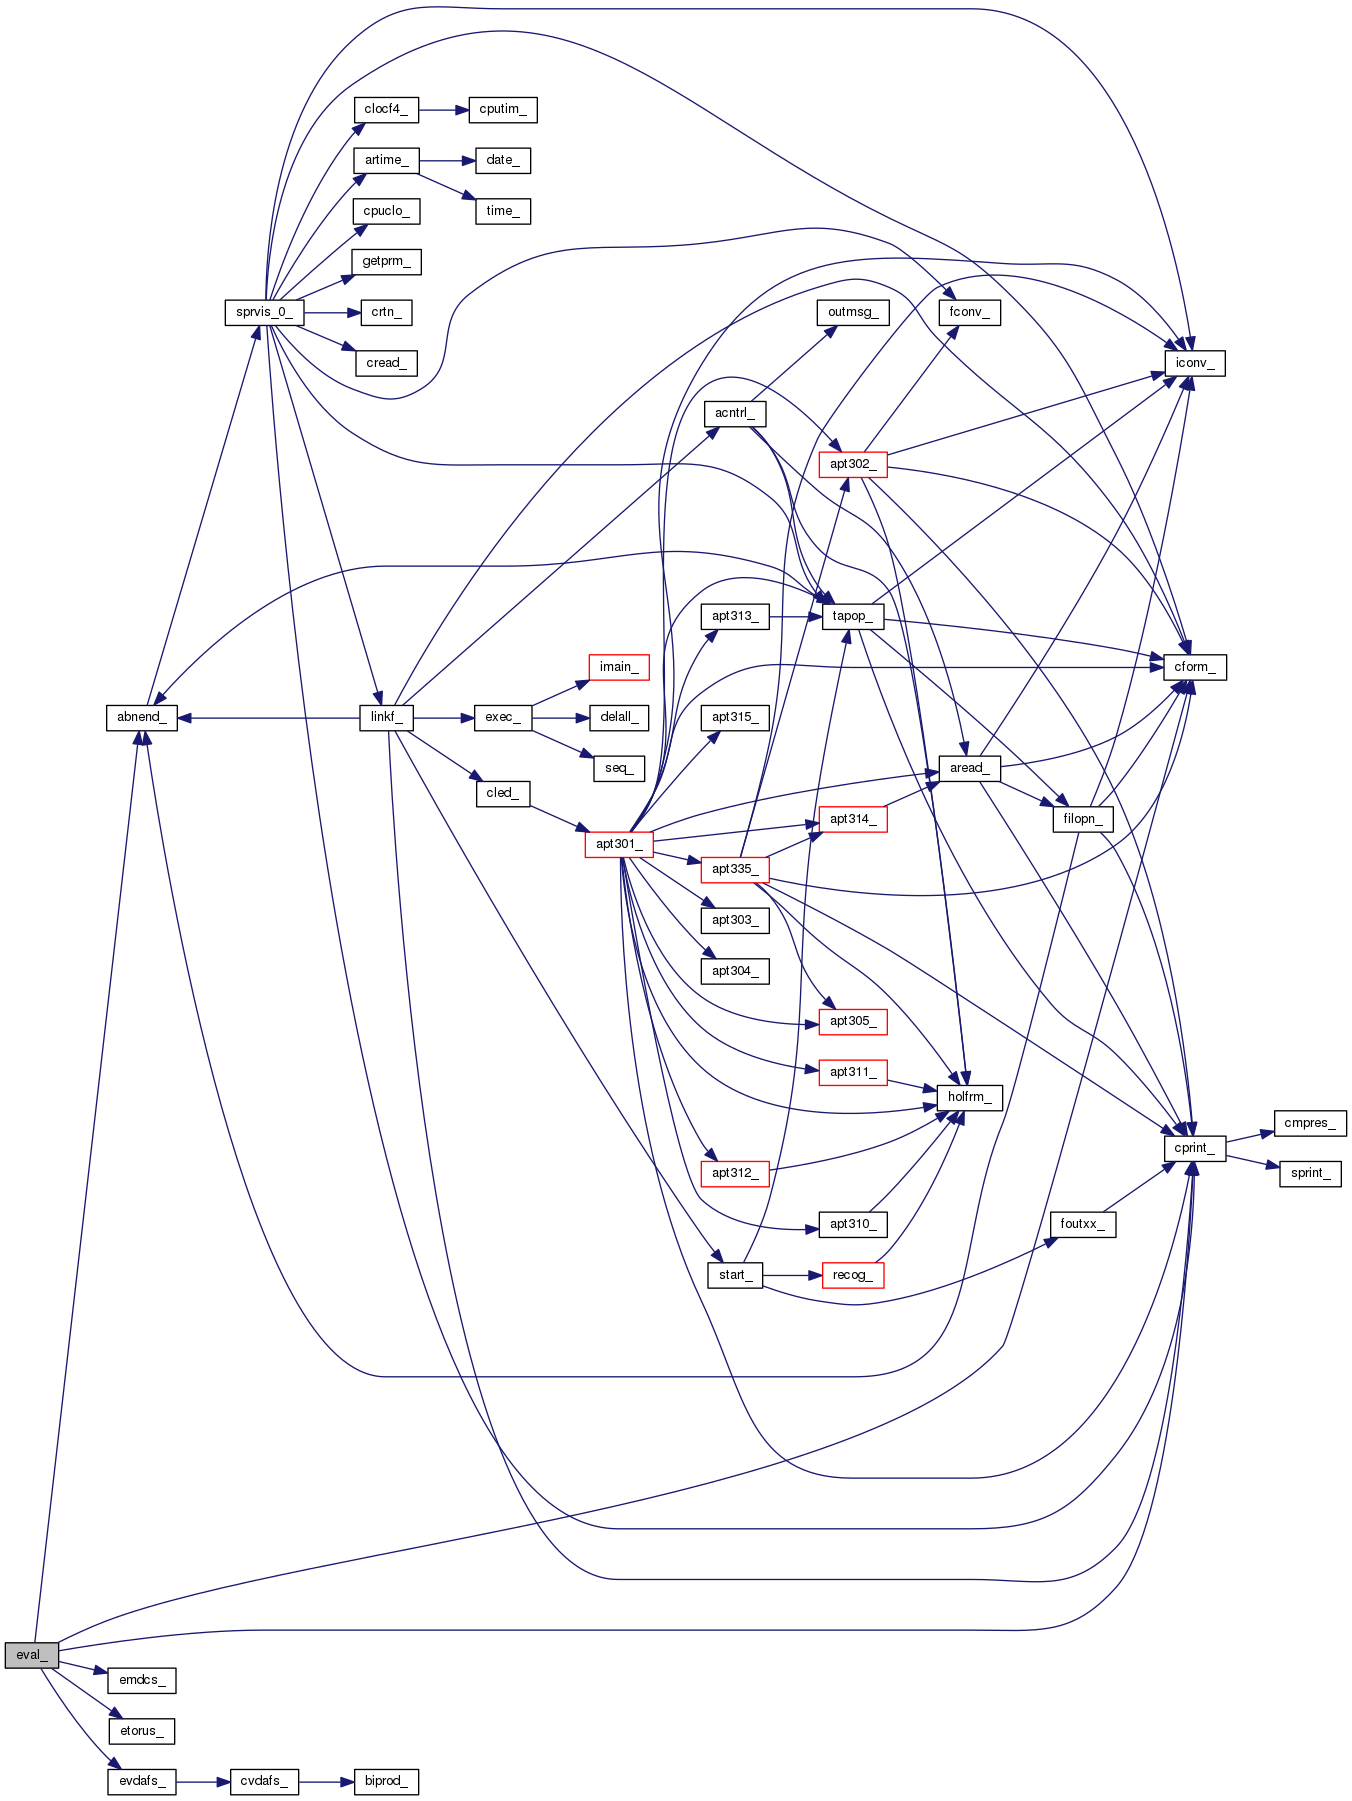 clocf4_
cputim_
artime_
date_
cpuclo_
time_
getprm_
sprvis_0_
crtn_
outmsg_
fconv_
cread_
iconv_
acntrl_
apt302_
apt313_
tapop_
imain_
cform_
abnend_
linkf_
exec_
delall_
apt315_
seq_
aread_
cled_
apt314_
filopn_
apt301_
apt335_
apt303_
apt304_
apt305_
apt311_
holfrm_
cmpres_
cprint_
apt312_
sprint_
apt310_
foutxx_
start_
recog_
eval_
emdcs_
etorus_
evdafs_
cvdafs_
biprod_